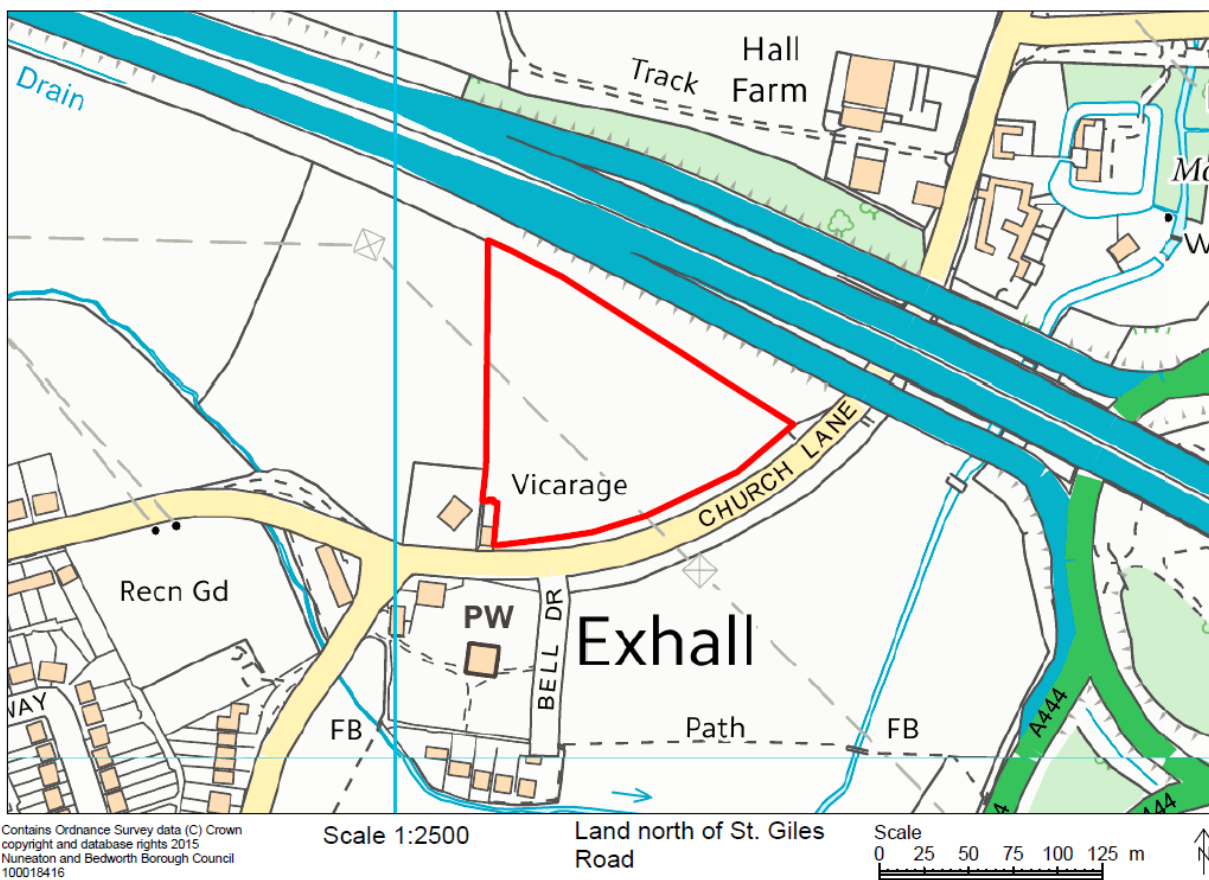 Drain
Track
Hall
Farm
Vicarage
CHURCH LANE
Recn Gd
PW
Exhall
BELL DR
WAY
FB
Path
FB
A444
Contains Ordnance Survey data (C) Crown
copyright and database rights 2015
Nuneaton and Bedworth Borough Council
100018416
Scale 1:2500
Land north of St. Giles
Road
Scale
0 25 50 75 100 125 m
N